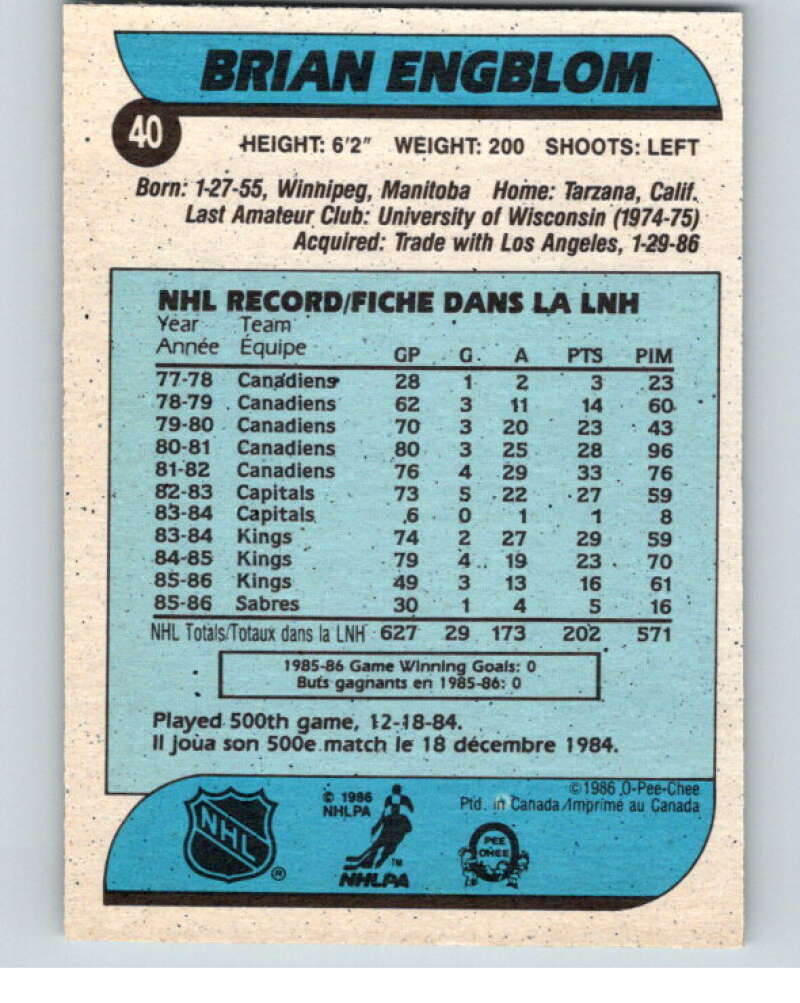 BRIAN ENGBLOM
40
HEIGHT: 6'2" WEIGHT: 200 SHOOTS: LEFT
Born: 1-27-55, Winnipeg, Manitoba Home: Tarzana, Calif.
Last Amateur Club: University of Wisconsin (1974-75)
Acquired: Trade with Los Angeles, 1-29-86
NHL RECORD/FICHE DANS LA LNH
Year Team
Année Équipe GP G A PTS PIM
77-78 Canadiens 28 1 2 3 23
78-79 Canadiens 62 3 11 14 60
79-80 Canadiens 70 3 20 23 43
80-81 Canadiens 80 3 25 28 96
81-82 Canadiens 76 4 29 33 76
82-83 Capitals 73 5 22 27 59
83-84 Capitals 6 0 1 1 8
83-84 Kings 74 2 27 29 59
84-85 Kings 79 4 19 23 70
85-86 Kings 49 3 13 16 61
85-86 Sabres 30 1 4 5 16
NHL Totals/Totaux dans la LNH 627 29 173 202 571
1985-86 Game Winning Goals: 0
Buts gagnants en 1985-86: 0
Played 500th game, 12-18-84.
Il joua son 500e match le 18 décembre 1984.
© 1986 O-Pee-Chee
Ptd. in Canada/Imprimé au Canada
© 1986
NHLPA
NHL
®
TM
NHLPA
PEE
CHEE